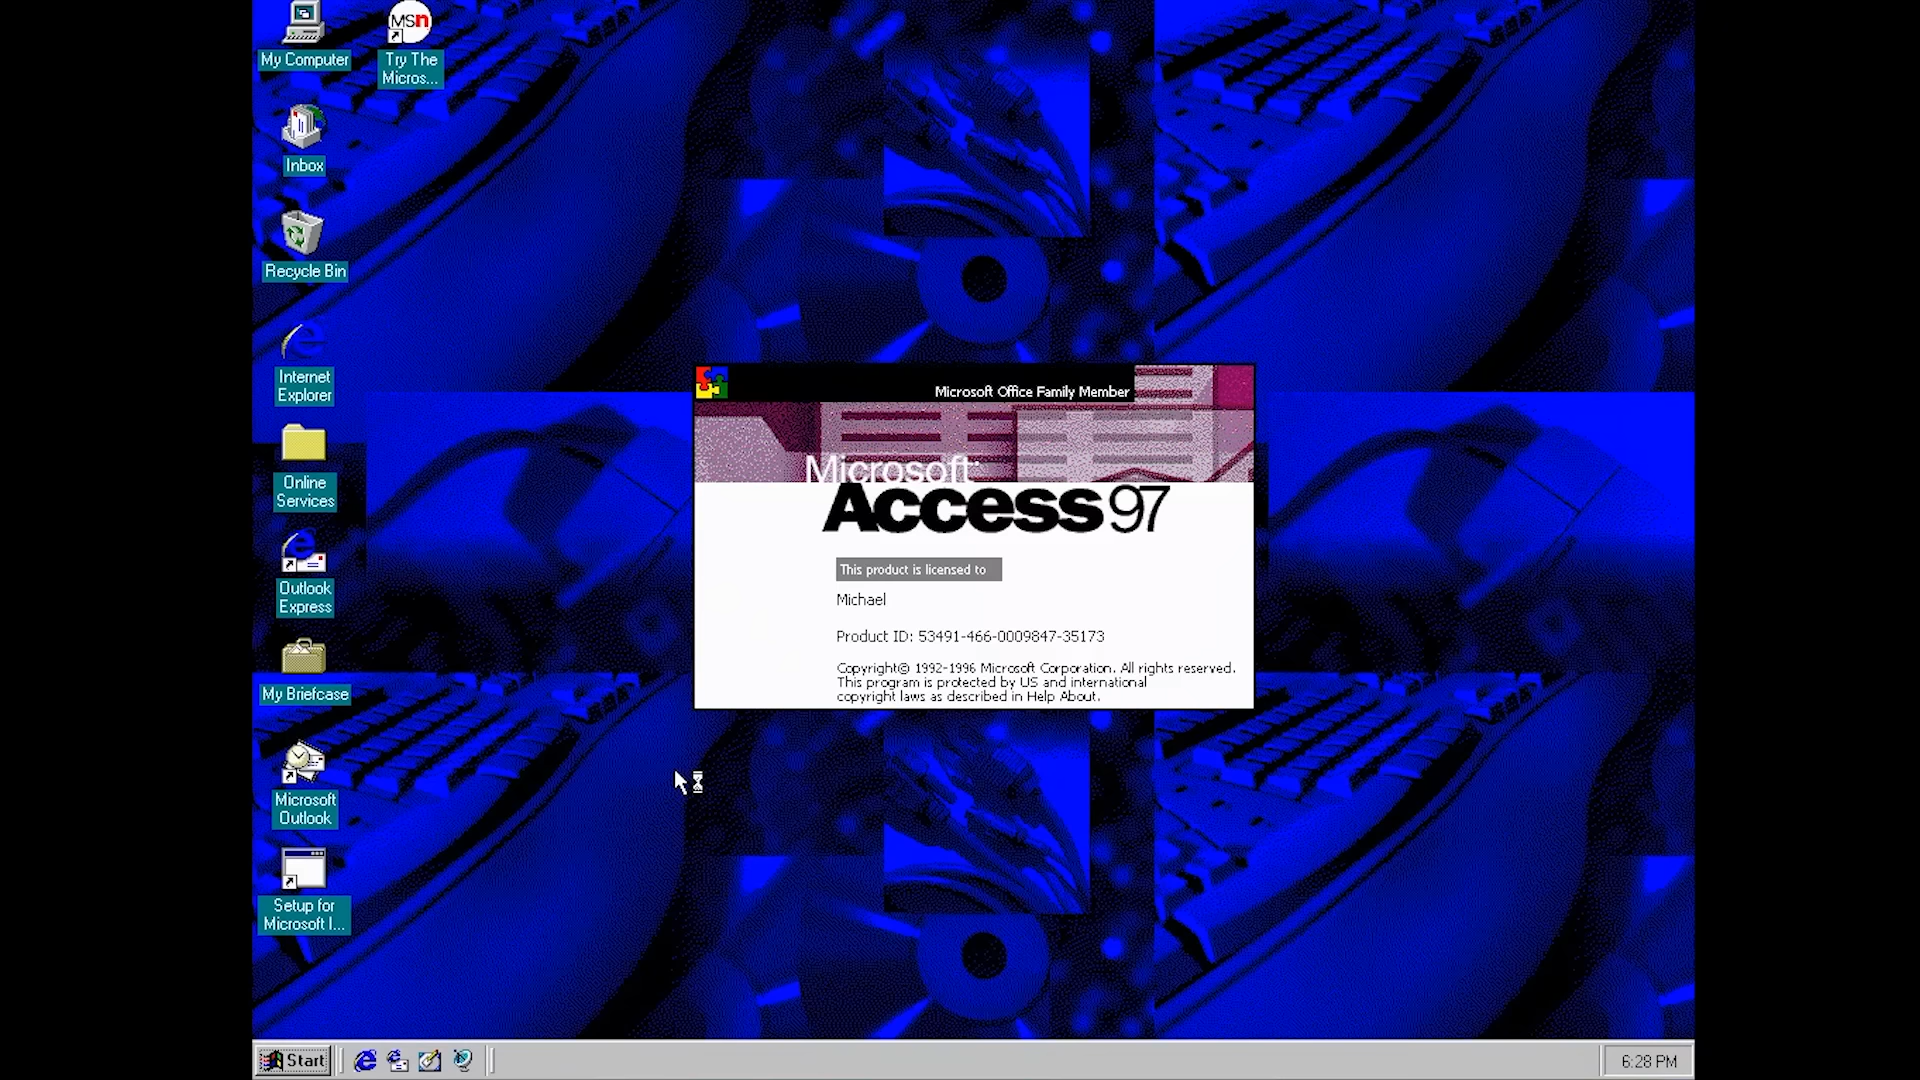 My Computer
MSn
Try The
Micros...
Inbox
Recycle Bin
Internet
Explorer
Online
Services
Outlook
Express
My Briefcase
Microsoft
Outlook
Setup for
Microsoft I...
Microsoft Office Family Member
Microsoft
Access 97
This product is licensed to
Michael
Product ID: 53491-466-0009847-35173
Copyright© 1992-1996 Microsoft Corporation. All rights reserved.
This program is protected by US and international
copyright laws as described in Help About.
Start
6:28 PM